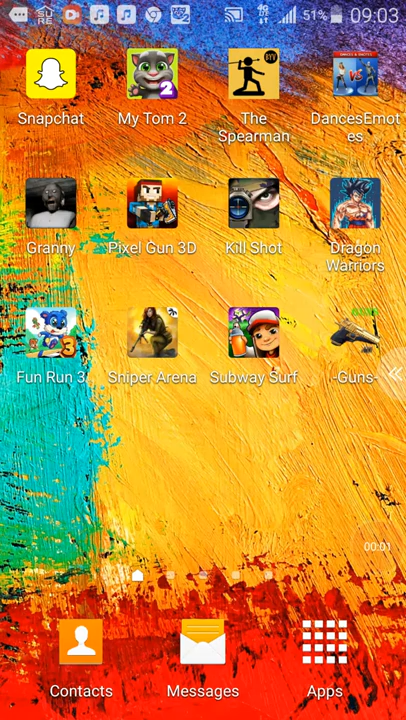 51% 09:03
Snapchat
My Tom 2
The
Spearman
DancesEmot
es
Granny
Pixel Gun 3D
Kill Shot
Dragon
Warriors
Fun Run 3
Sniper Arena
Subway Surf
-Guns-
00:01
Contacts
Messages
Apps